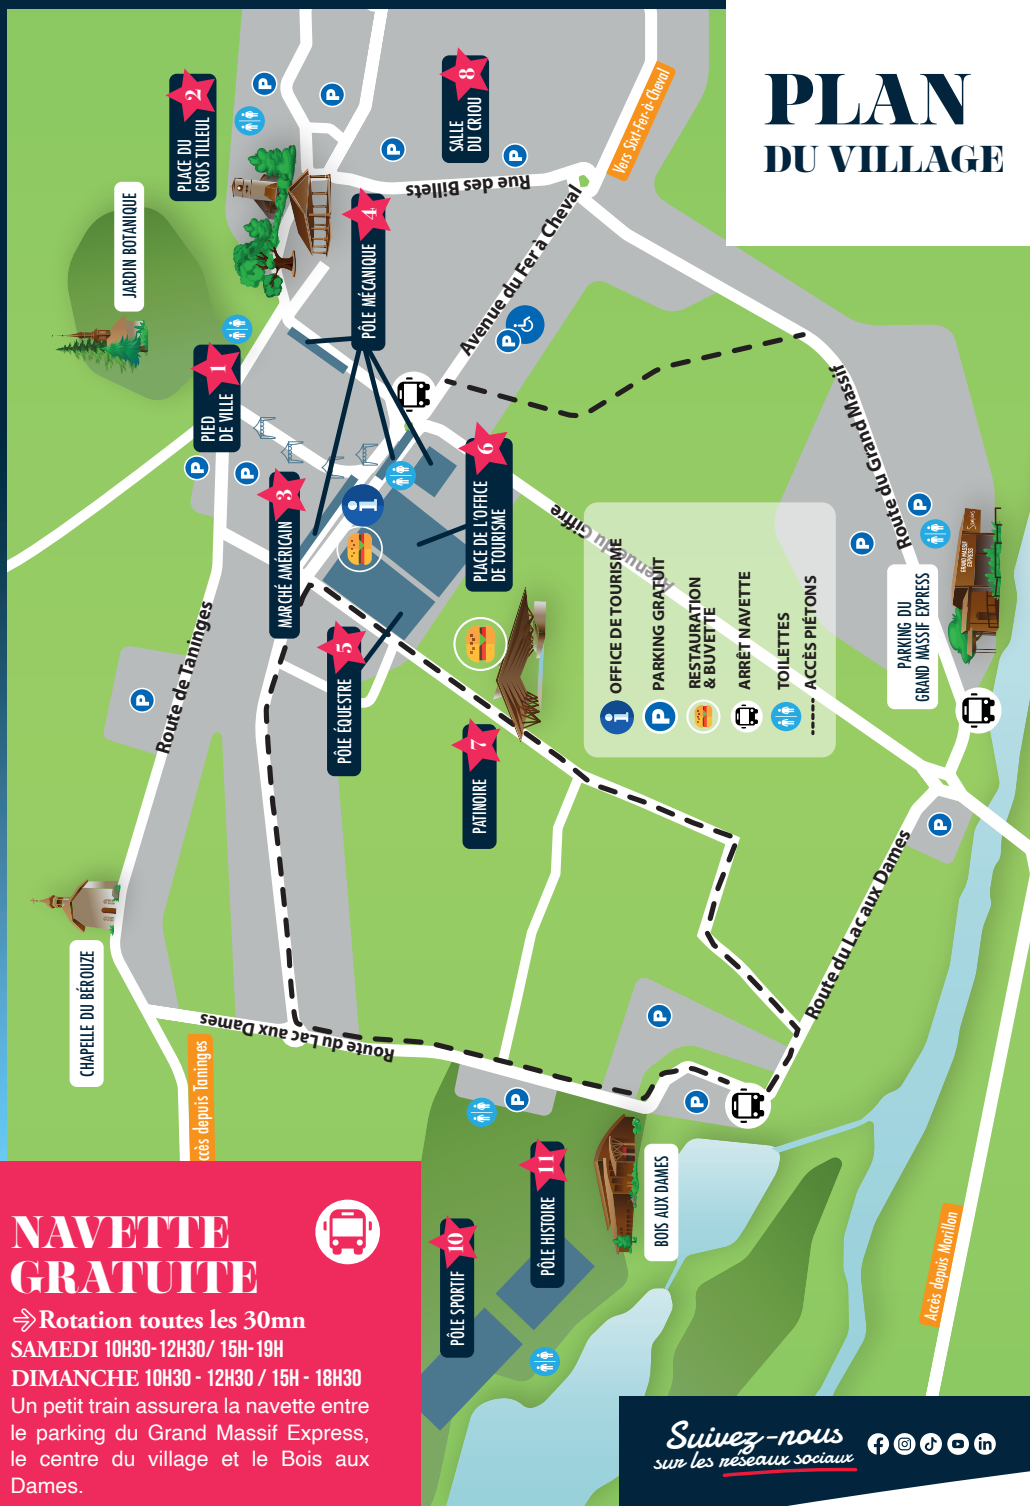 PLAN
DU VILLAGE
2
PLACE DU
GROS TILLEUL
8
SALLE
DU CRIOU
Vers Sixt-Fer-à-Cheval
JARDIN BOTANIQUE
Rue des Billets
4
PÔLE MÉCANIQUE
Avenue du Fer à Cheval
P
P
P
P
P
1
PIED
DE VILLE
P
P
3
MARCHÉ AMÉRICAIN
i
6
PLACE DE L'OFFICE
DE TOURISME
Avenue du Giffre
Route du Grand Massif
P
P
GRAND MASSIF
EXPRESS
PARKING DU
GRAND MASSIF EXPRESS
Route de Taninges
P
5
PÔLE ÉQUESTRE
7
PATINOIRE
i OFFICE DE TOURISME
P PARKING GRATUIT
RESTAURATION
& BUVETTE
ARRÊT NAVETTE
TOILETTES
ACCÈS PIÉTONS
P
CHAPELLE DU BÉROUZE
Route du Lac aux Dames
Route du Lac aux Dames
P
P
P
ccès depuis Taninges
11
PÔLE HISTOIRE
10
PÔLE SPORTIF
BOIS AUX DAMES
Accès depuis Morillon
NAVETTE
GRATUITE
Rotation toutes les 30mn
SAMEDI 10H30-12H30/ 15H-19H
DIMANCHE 10H30 - 12H30 / 15H - 18H30
Un petit train assurera la navette entre
le parking du Grand Massif Express,
le centre du village et le Bois aux
Dames.
Suivez-nous
sur les réseaux sociaux